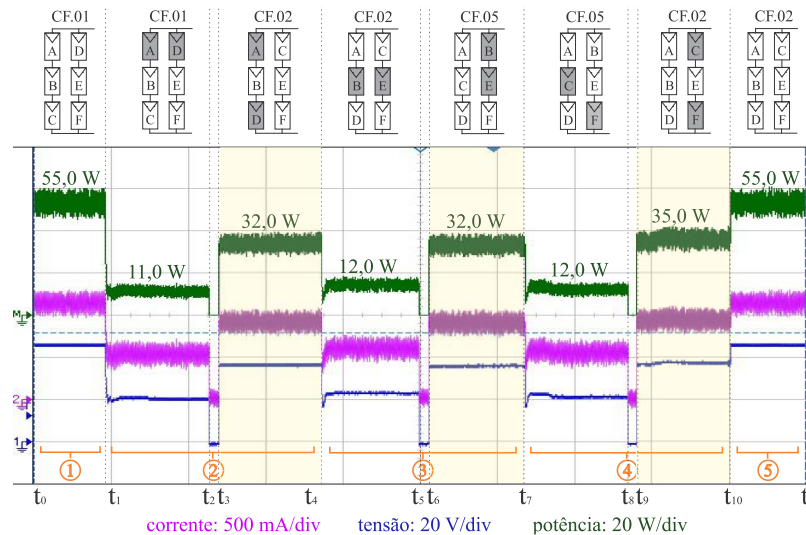 CF.01 CF.01 CF.02 CF.02 CF.05 CF.05 CF.02 CF.02
A D A D A C A C A B A B A C A C
B E B E B E B E C E C E B E B E
C F C F D F D F D F D F D F D F
55,0 W 11,0 W 32,0 W 12,0 W 32,0 W 12,0 W 35,0 W 55,0 W
M
2
1
1 2 3 4 5
t0 t1 t2 t3 t4 t5 t6 t7 t8 t9 t10 t
corrente: 500 mA/div tensão: 20 V/div potência: 20 W/div